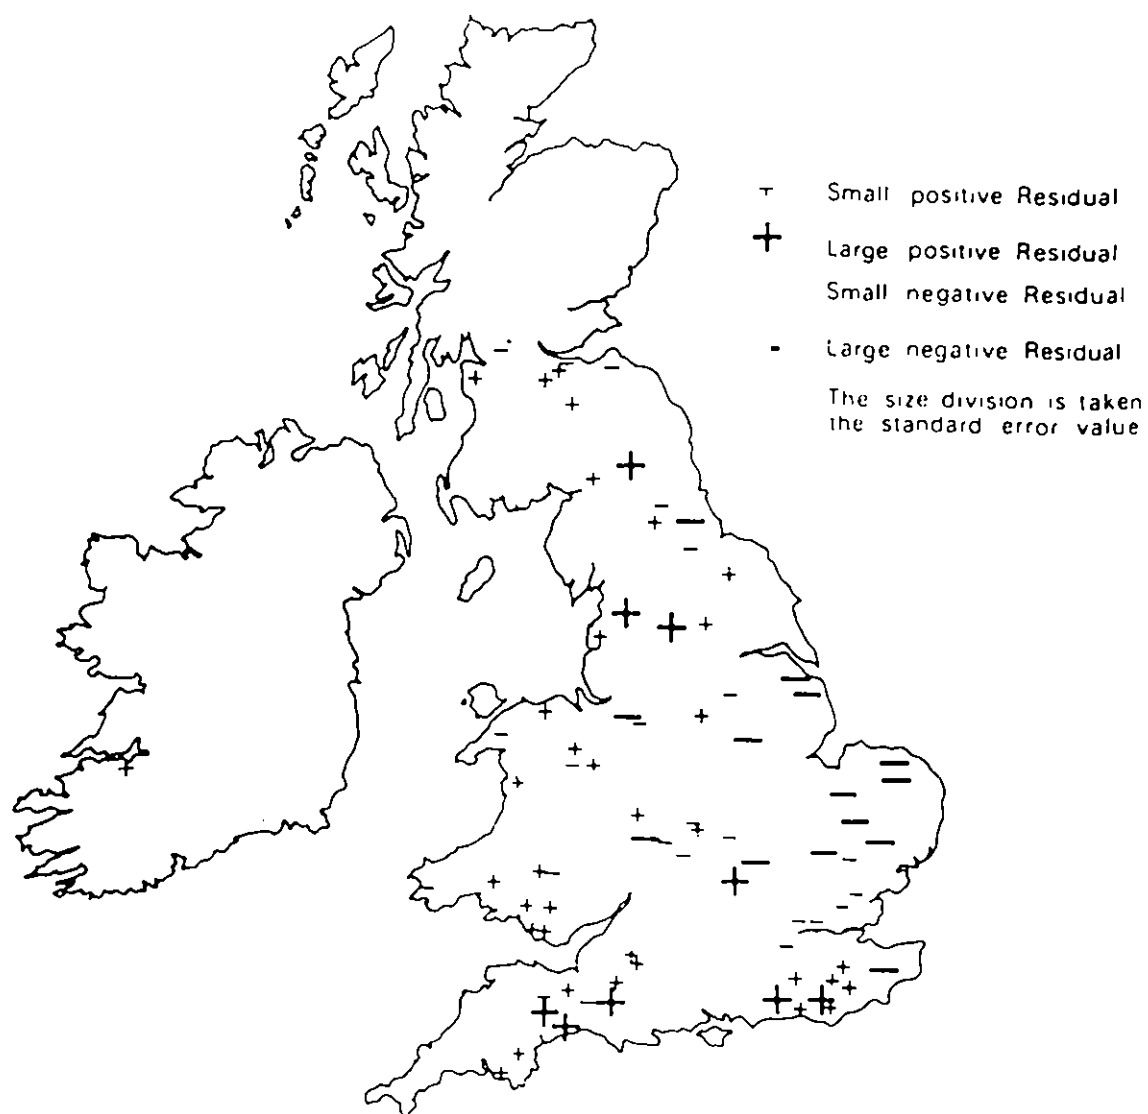 Small positive Residual
Large positive Residual
Small negative Residual
Large negative Residual
The size division is taken
the standard error value